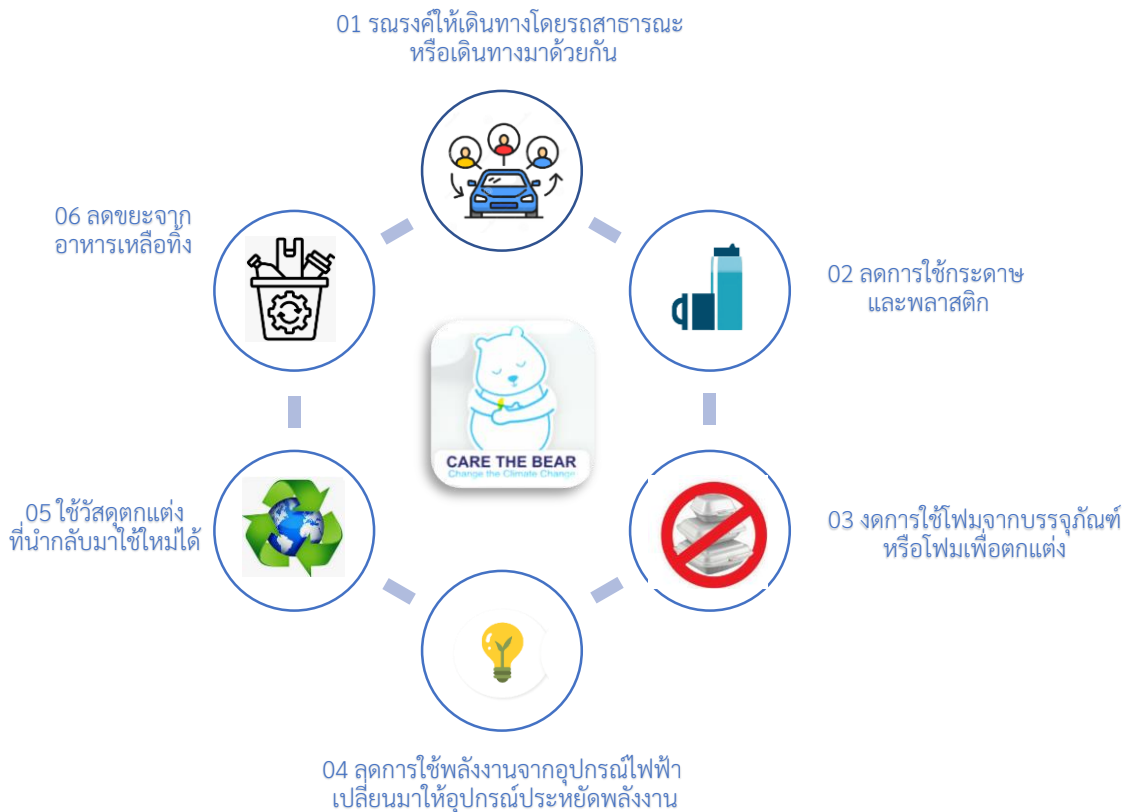 01 รณรงค์ให้เดินทางโดยรถสาธารณะ
หรือเดินทางมาด้วยกัน
02 ลดการใช้กระดาษ
และพลาสติก
03 งดการใช้โฟมจากบรรจุภัณฑ์
หรือโฟมเพื่อตกแต่ง
04 ลดการใช้พลังงานจากอุปกรณ์ไฟฟ้า
เปลี่ยนมาให้อุปกรณ์ประหยัดพลังงาน
05 ใช้วัสดุตกแต่ง
ที่นำกลับมาใช้ใหม่ได้
06 ลดขยะจาก
อาหารเหลือทิ้ง
CARE THE BEAR
Change the Climate Change